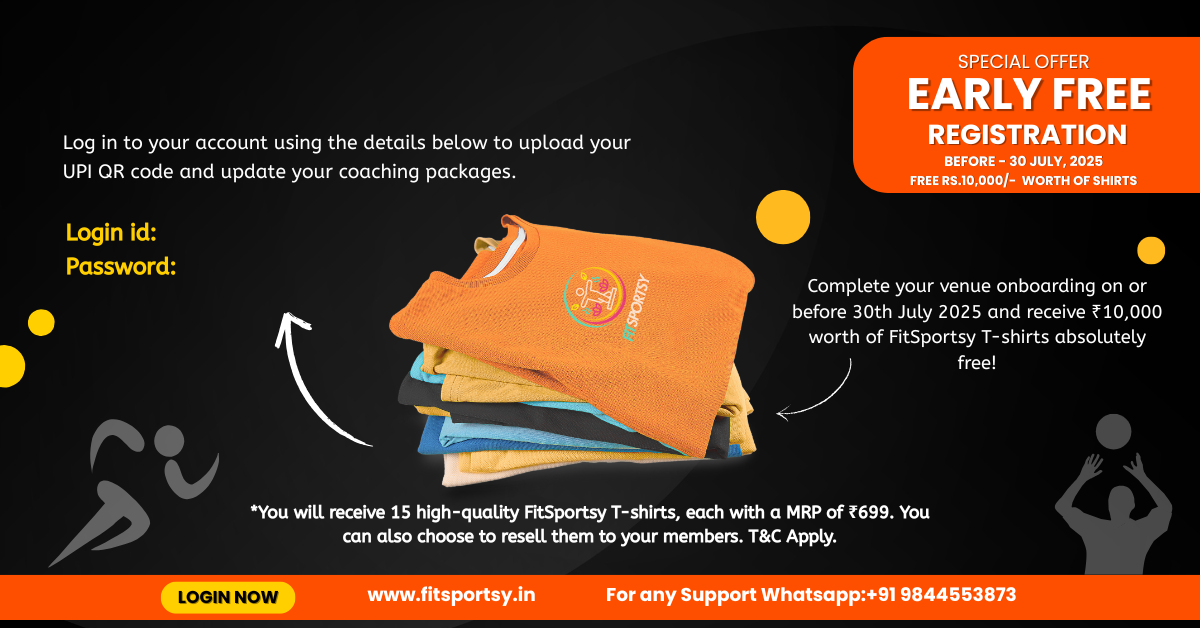 SPECIAL OFFER
EARLY FREE
REGISTRATION
BEFORE - 30 JULY, 2025
FREE RS.10,000/- WORTH OF SHIRTS
Log in to your account using the details below to upload your
UPI QR code and update your coaching packages.
Login id:
Password:
FITSPORTSY
Complete your venue onboarding on or
before 30th July 2025 and receive ₹10,000
worth of FitSportsy T-shirts absolutely
free!
*You will receive 15 high-quality FitSportsy T-shirts, each with a MRP of ₹699. You
can also choose to resell them to your members. T&C Apply.
LOGIN NOW
www.fitsportsy.in
For any Support Whatsapp:+91 9844553873